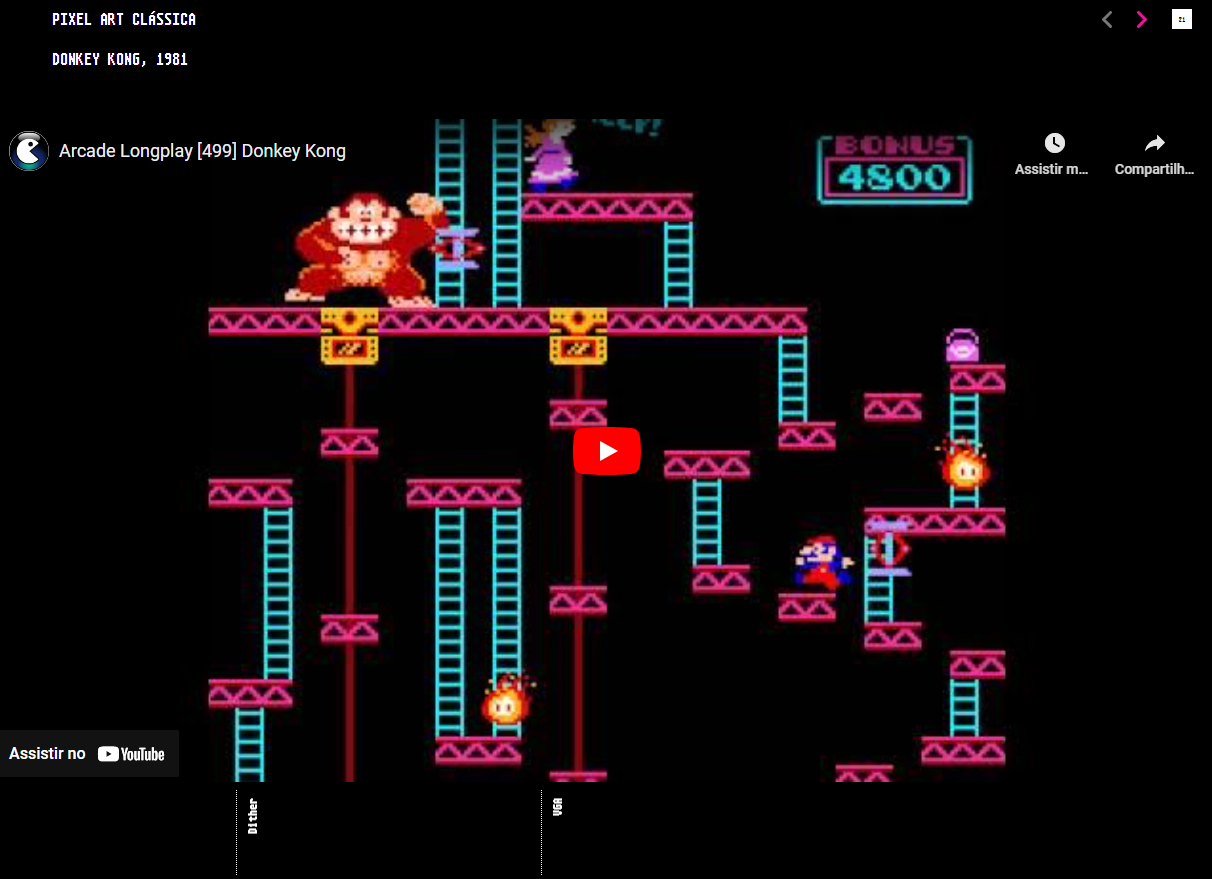 PIXEL ART CLÁSSICA
DONKEY KONG, 1981
Arcade Longplay [499] Donkey Kong
Assistir m...
Compartilh...
BONUS
4800
Assistir no YouTube
Dither
VGA